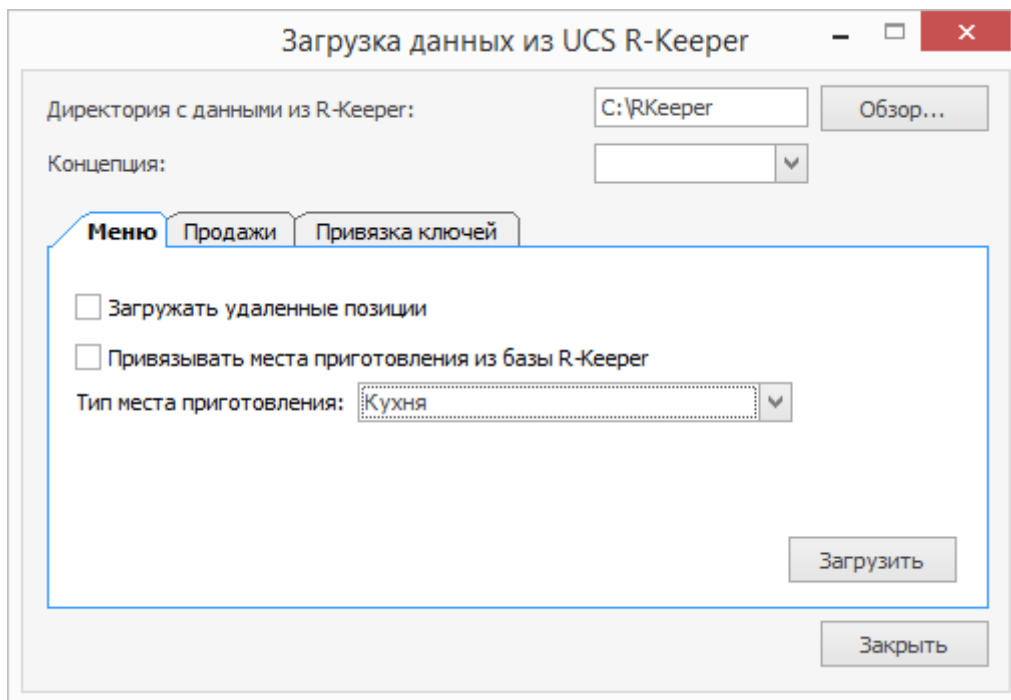 Загрузка данных из UCS R-Keeper
Директория с данными из R-Keeper: C:\RKeeper Обзор...
Концепция:
Меню Продажи Привязка ключей
Загружать удаленные позиции
Привязывать места приготовления из базы R-Keeper
Тип места приготовления: Кухня
Загрузить
Закрыть